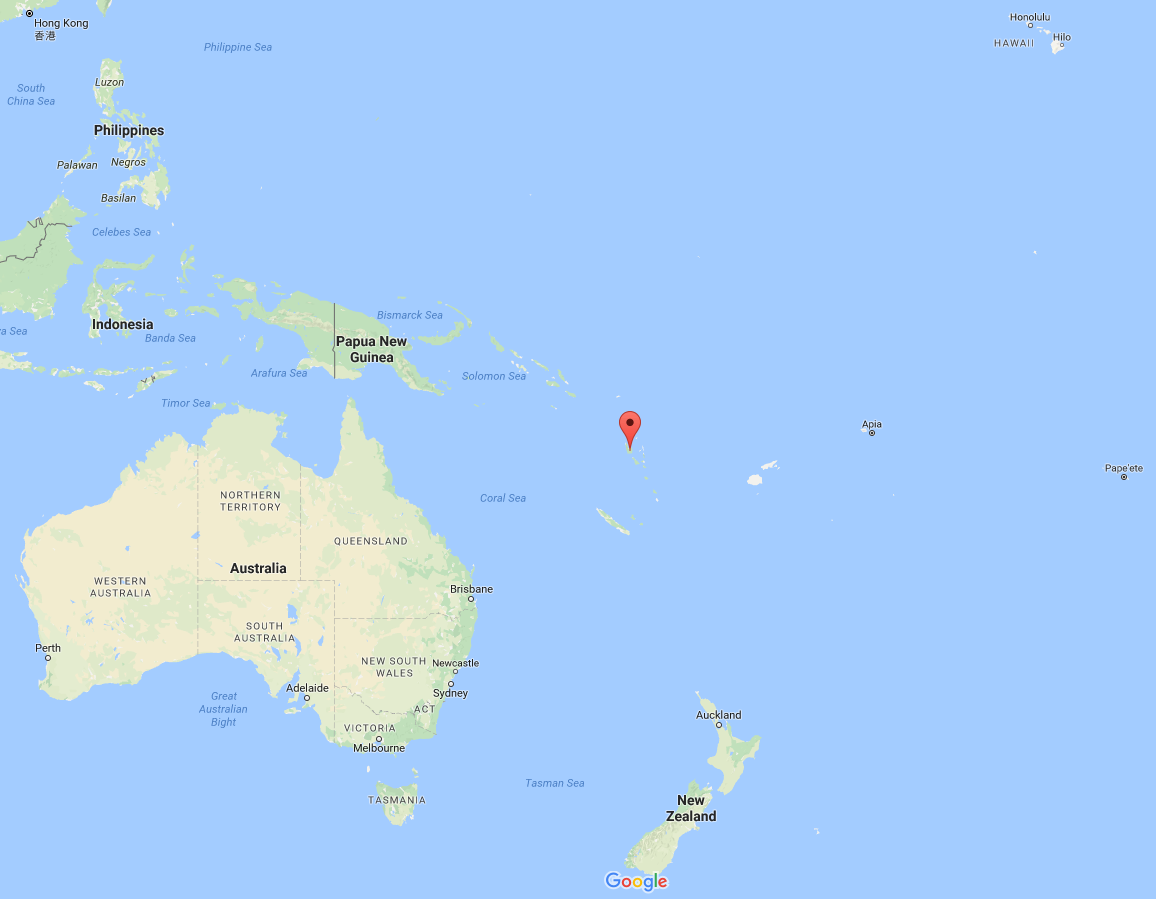 Hong Kong
香港
Philippine Sea
Honolulu
Hilo
HAWAII
Luzon
South
China Sea
Philippines
Palawan
Negros
Basilan
Celebes Sea
Bismarck Sea
Indonesia
a Sea
Banda Sea
Papua New
Guinea
Arafura Sea
Solomon Sea
Timor Sea
Apia
Pape'ete
NORTHERN
TERRITORY
Coral Sea
QUEENSLAND
Australia
WESTERN
AUSTRALIA
Brisbane
SOUTH
AUSTRALIA
Perth
NEW SOUTH
WALES
Newcastle
Sydney
Adelaide
Great
Australian
Bight
ACT
Auckland
VICTORIA
Melbourne
Tasman Sea
TASMANIA
New
Zealand
Google